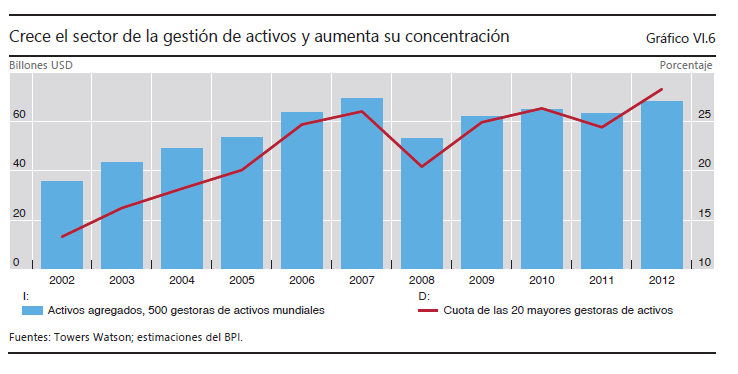 Crece el sector de la gestión de activos y aumenta su concentración Gráfico VI.6
Billones USD Porcentaje
60 25
40 20
20 15
0 10
2002 2003 2004 2005 2006 2007 2008 2009 2010 2011 2012
I: D:
Activos agregados, 500 gestoras de activos mundiales Cuota de las 20 mayores gestoras de activos
Fuentes: Towers Watson; estimaciones del BPI.